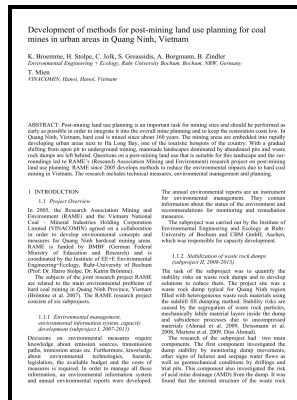 Development of methods for post-mining land use planning for coal
mines in urban areas in Quang Ninh, Vietnam
K. Broemme, H. Stolpe, C. Jolk, S. Greassidis, A. Borgmann, B. Zindler
Environmental Engineering + Ecology, Ruhr University Bochum, Bochum, NRW, Germany
T. Mien
VINACOMIN, Hanoi, Hanoi, Vietnam
ABSTRACT: Post-mining land use planning is an important task for mining sites and should be performed as
early as possible in order to integrate it into the overall mine planning and to keep the restoration costs low. In
Quang Ninh, Vietnam, hard coal is mined since about 160 years. The mining areas are embedded into rapidly
developing urban areas next to Ha Long Bay, one of the touristic hotspots of the country. With a gradual
shifting from open pit to underground mining, manmade landscapes dominated by abandoned pits and waste
rock dumps are left behind. Questions on a post-mining land use that is suitable for this landscape and the sur-
roundings led to RAME's (Research Association Mining and Environment) research project on post-mining
land use planning. RAME since 2005 develops methods to reduce the environmental impacts due to hard coal
mining in Vietnam. The research includes technical measures, environmental management and planning.
1 INTRODUCTION
1.1 Project Overview
In 2005, the Research Association Mining and
Environment (RAME) and the Vietnam National
Coal – Mineral Industries Holding Corporation
Limited (VINACOMIN) agreed on a collaboration
in order to develop environmental concepts and
measures for Quang Ninh hardcoal mining areas.
RAME is funded by BMBF (German Federal
Ministry of Education and Research) and is
coordinated by the Institute of EE+E Environmental
Engineering+Ecology, Ruhr University of Bochum
(Prof. Dr. Harro Stolpe, Dr. Katrin Brömme).
Subjects of the joint research project RAME
are related to the main environmental problems of
hard coal mining in Quang Ninh Province, Vietnam
(Brömme et al. 2007). The RAME research project
consists of six subprojects.
1.1.1 Environmental management,
environmental information system, capacity
development (subproject I, 2007-2011)
Decisions on environmental measures require
knowledge about emission sources, transmission
paths, immission areas etc. Furthermore, knowledge
about environmental technologies, hazards,
legislation, the available budget and the costs of
measures is required. In order to manage all these
information, an environmental information system
and annual environmental reports were developed.
The annual environmental reports are an instrument
for environmental management. They contain
information about the status of the environment and
recommendations for monitoring and remediation
measures.
The subproject was carried out by the Institute of
Environmental Engineering and Ecology at Ruhr
University in Bochum and CBM GmbH, Aachen,
which was responsible for capacity development.
1.2 Stabilization of waste rock dumps
(subproject II, 2008-2013)
The task of the subproject was to quantify the
stability risks on waste rock dumps and to develop
solutions to reduce them. The project site was a
waste rock dump typical for Quang Ninh region
filled with heterogeneous waste rock materials using
the sidehill fill dumping method. Stability risks are
caused by the segregation of waste rock particles,
mechanically labile material layers inside the dump
and subsidence processes due to uncompacted
materials (Ahmad et al. 2009, Deissmann et al.
2008, Martens et al. 2009, Diss Ahmad).
The research of the subproject had two main
components. The first component investigated the
dump stability by monitoring dump movements,
other signs of failures and seepage water flows as
well as geomechanical conditions by drillings and
trial pits. This component also investigated the risk
of acid mine drainage (AMD) from the dump. It was
found that the internal structure of the waste rock